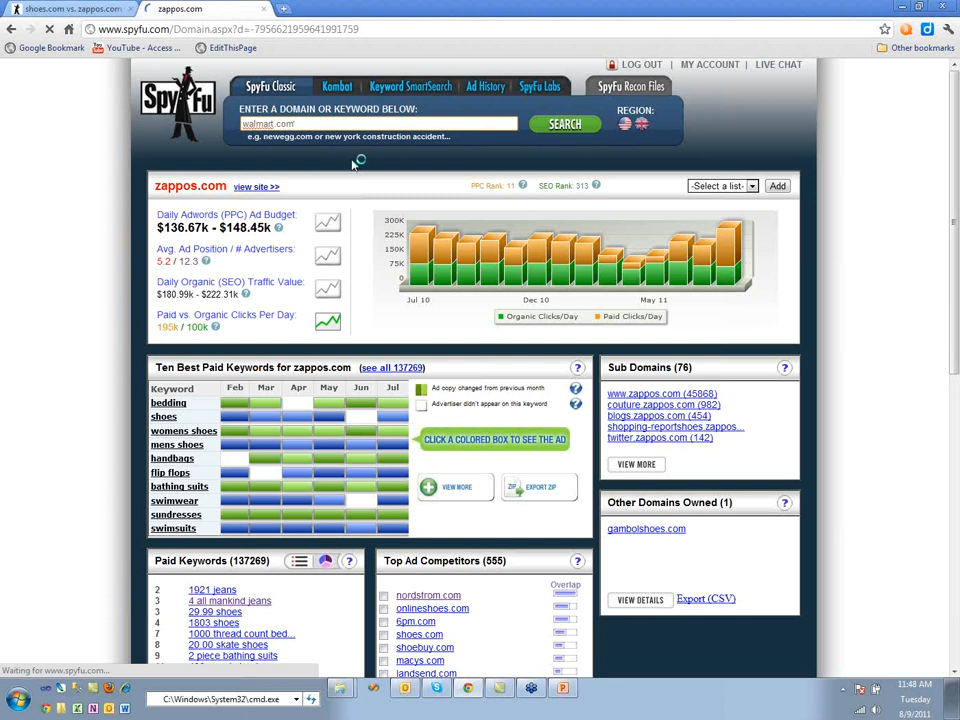 shoes.com vs. zappos.com
zappos.com
www.spyfu.com/Domain.aspx?d=-7956621959641991759
Google Bookmark
YouTube - Access ...
EditThisPage
Other bookmarks
LOG OUT | MY ACCOUNT | LIVE CHAT
SpyFu
SpyFu Classic
Kombat
Keyword SmartSearch
Ad History
SpyFu Labs
SpyFu Recon Files
ENTER A DOMAIN OR KEYWORD BELOW:
REGION:
walmart.com'
SEARCH
e.g. newegg.com or new york construction accident...
zappos.com view site >>
PPC Rank: 11 ?
SEO Rank: 313 ?
-Select a list-
Add
Daily Adwords (PPC) Ad Budget:
$136.67k - $148.45k ?
Avg. Ad Position / # Advertisers:
5.2 / 12.3 ?
Daily Organic (SEO) Traffic Value:
$180.99k - $222.31k ?
Paid vs. Organic Clicks Per Day:
195k / 100k ?
300K
225K
150K
75K
0
Jul 10
Dec 10
May 11
Organic Clicks/Day
Paid Clicks/Day
Ten Best Paid Keywords for zappos.com (see all 137269) ?
Keyword Feb Mar Apr May Jun Jul
bedding
shoes
womens shoes
mens shoes
handbags
flip flops
bathing suits
swimwear
sundresses
swimsuits
Ad copy changed from previous month ?
Advertiser didn't appear on this keyword ?
CLICK A COLORED BOX TO SEE THE AD
VIEW MORE
ZIP EXPORT ZIP
Sub Domains (76) ?
www.zappos.com (45868)
couture.zappos.com (982)
blogs.zappos.com (454)
shopping-reportshoes.zappos...
twitter.zappos.com (142)
VIEW MORE
Other Domains Owned (1) ?
gambolshoes.com
VIEW DETAILS
Export (CSV)
Paid Keywords (137269) ?
2 1921 jeans
3 4 all mankind jeans
3 29 99 shoes
4 1803 shoes
7 1000 thread count bed...
8 20 00 skate shoes
9 2 piece bathing suits
Top Ad Competitors (555) ?
Overlap
nordstrom.com
onlineshoes.com
6pm.com
shoes.com
shoebuy.com
macys.com
landsend.com
Waiting for www.spyfu.com...
C:\Windows\System32\cmd.exe
11:48 AM
Tuesday
8/9/2011